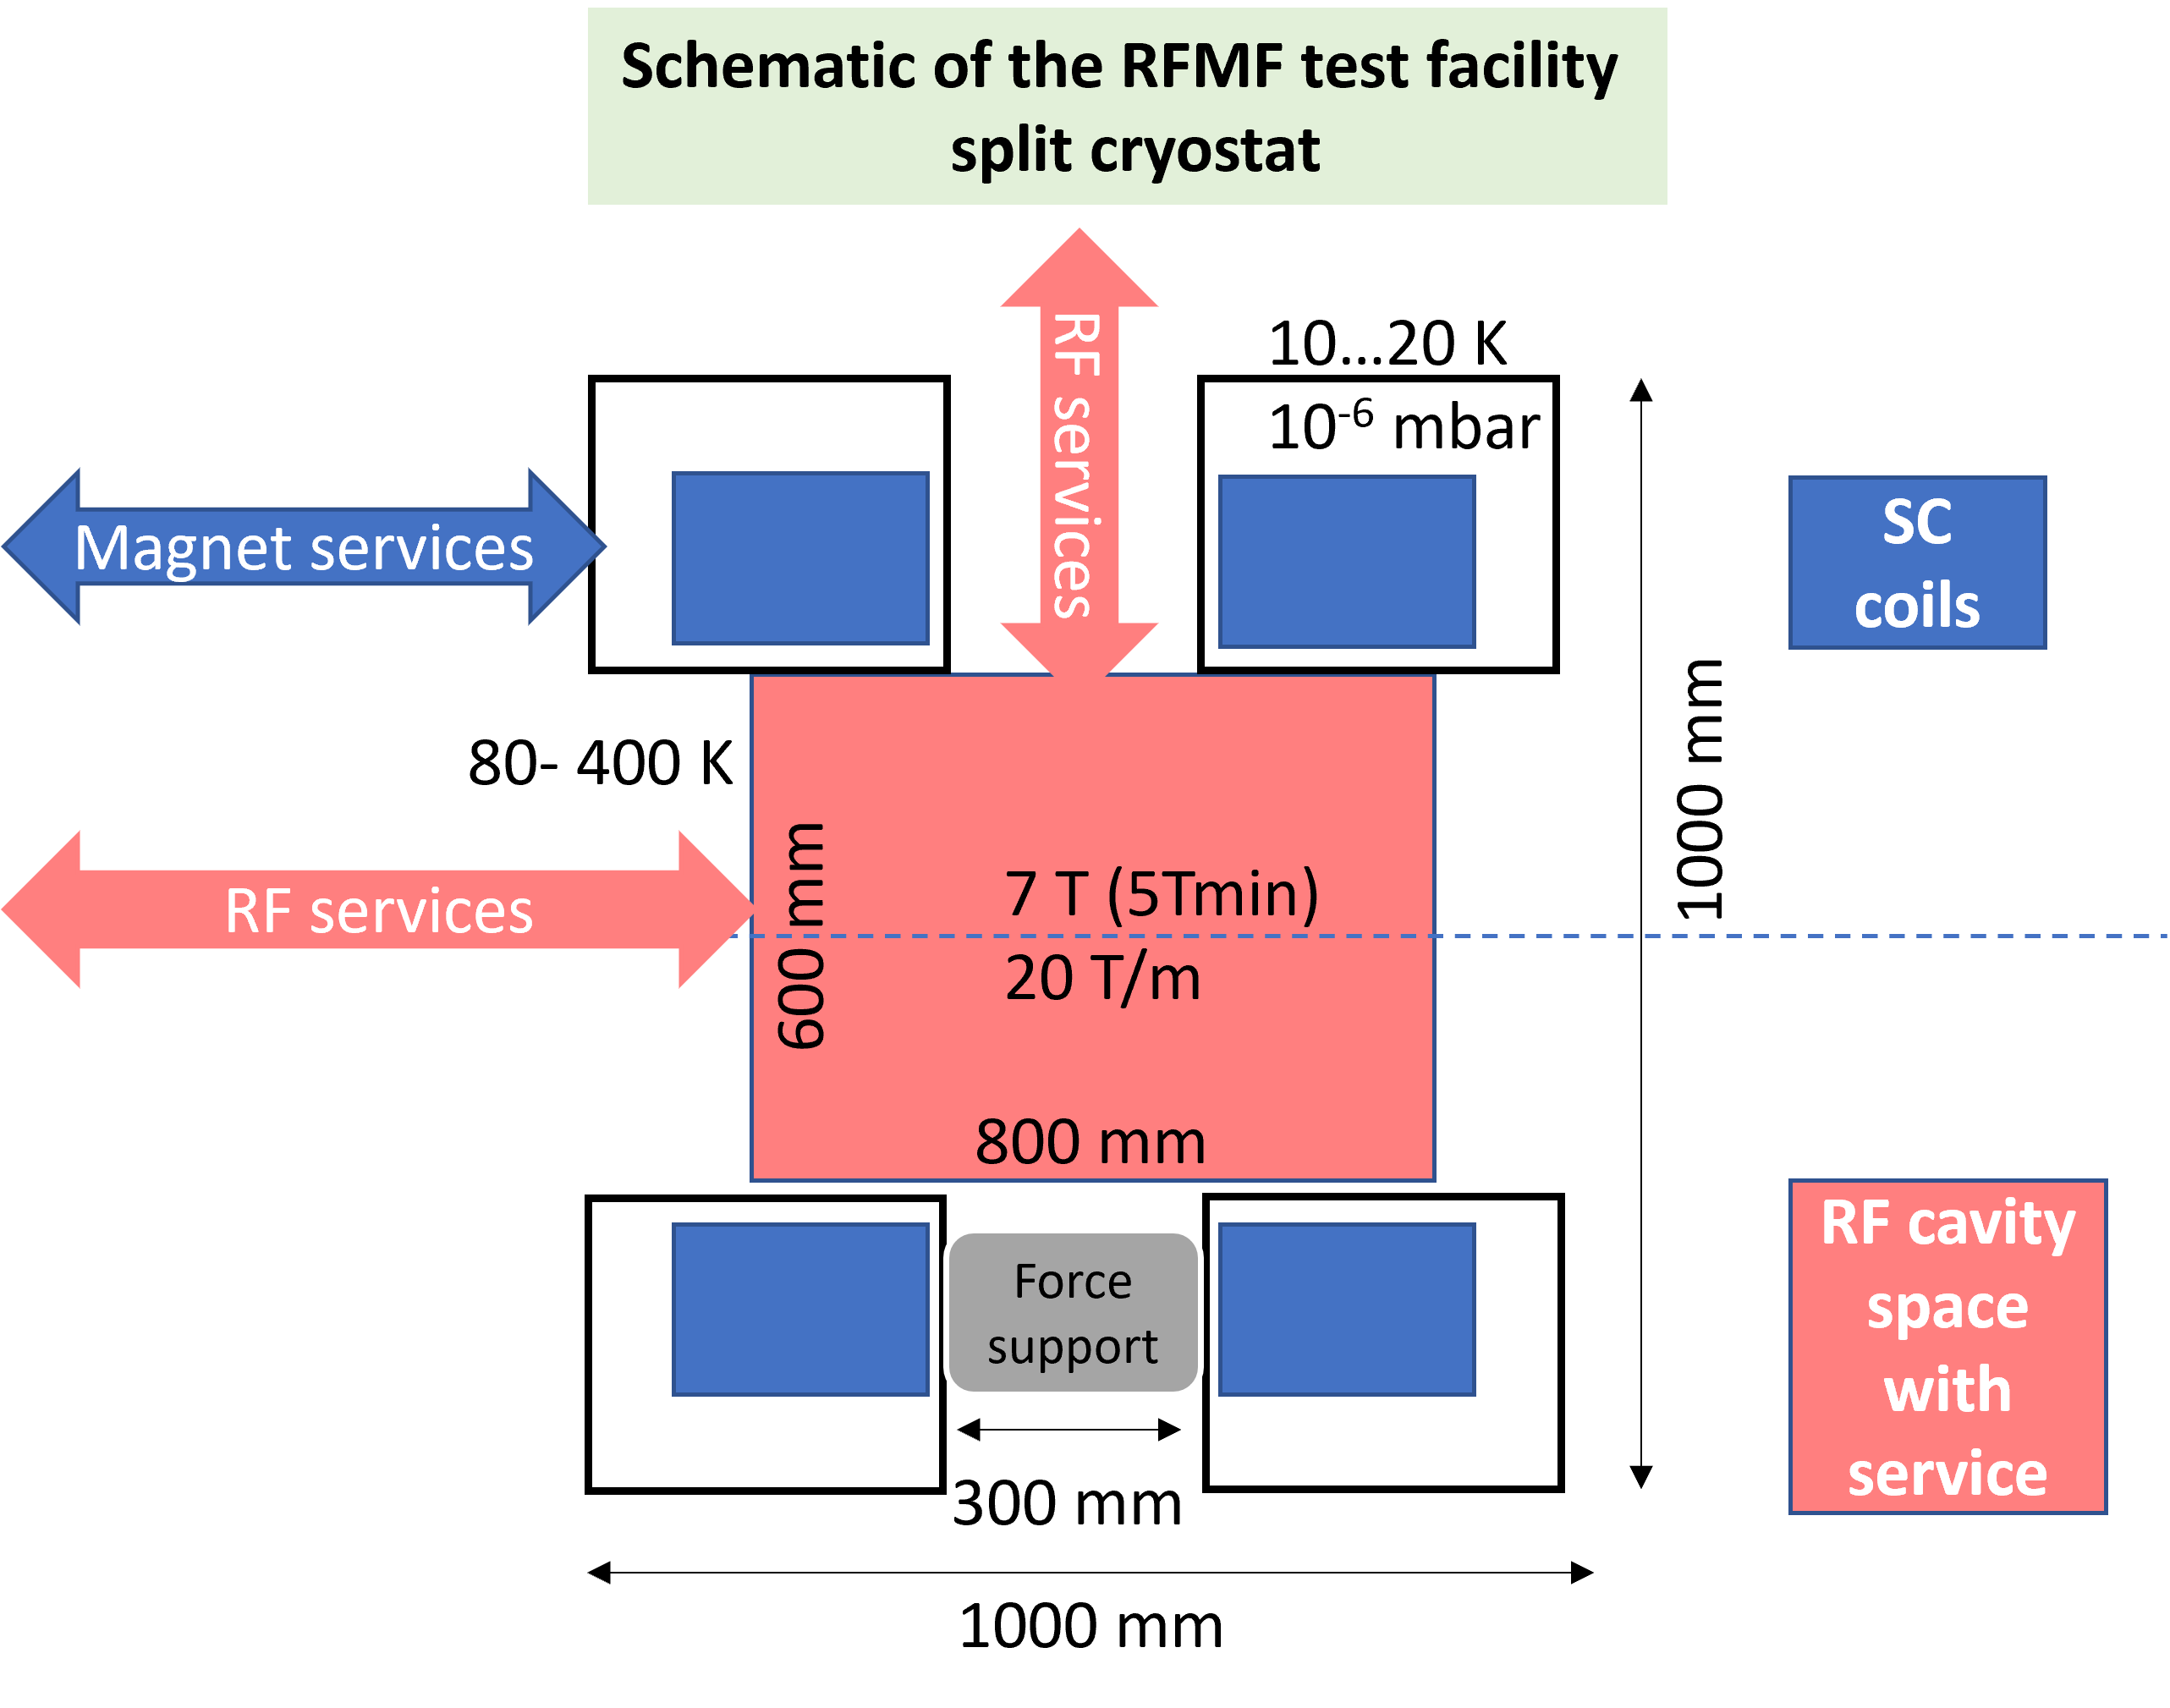 Schematic of the RFMF test facility
split cryostat
RF services
10...20 K
10-6 mbar
Magnet services
SC
coils
80- 400 K
1000 mm
600 mm
7 T (5Tmin)
RF services
20 T/m
800 mm
RF cavity
space
with
service
Force
support
300 mm
1000 mm